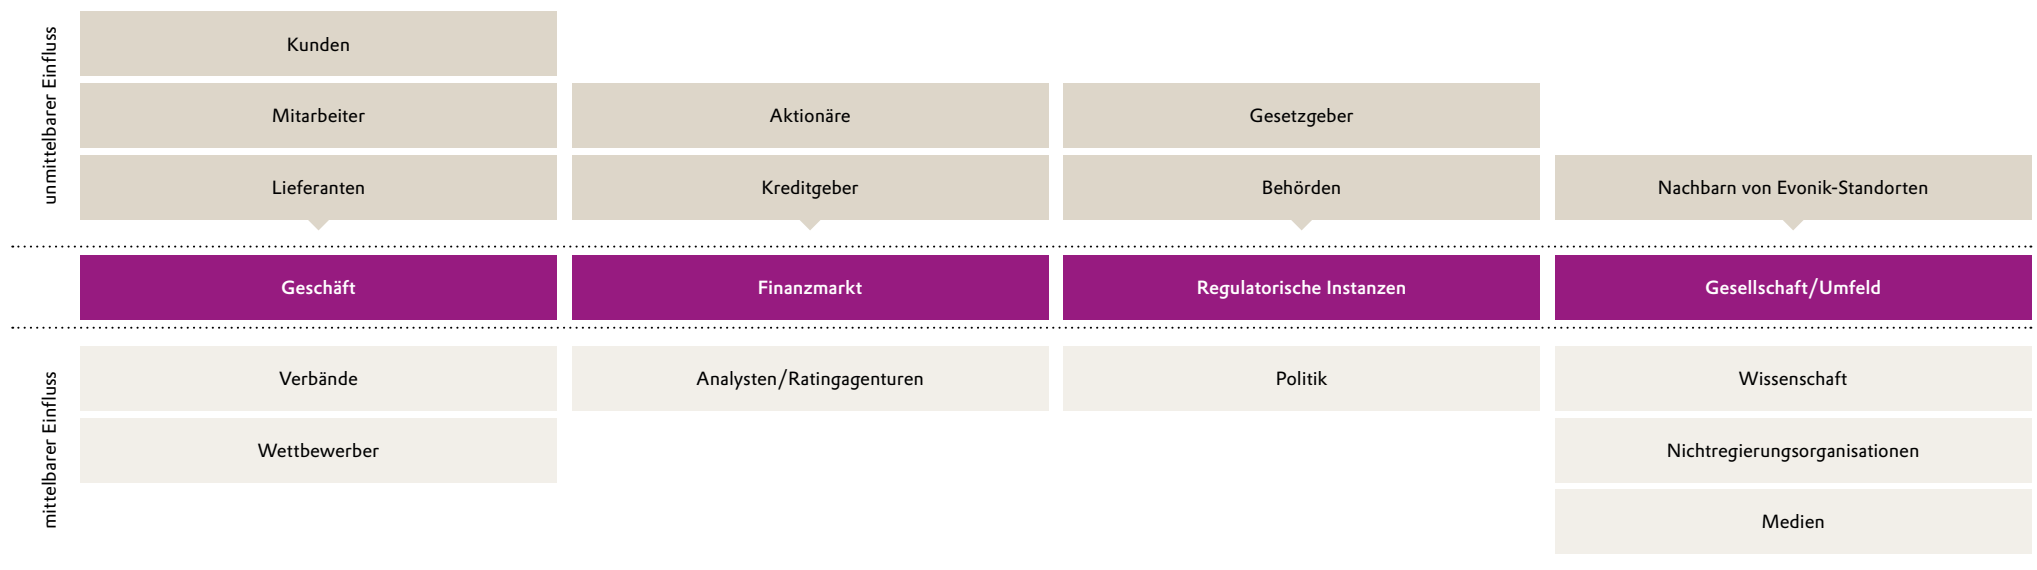 unmittelbarer Einfluss
Kunden
Mitarbeiter
Aktionäre
Gesetzgeber
Lieferanten
Kreditgeber
Behörden
Nachbarn von Evonik-Standorten
Geschäft
Finanzmarkt
Regulatorische Instanzen
Gesellschaft/Umfeld
mittelbarer Einfluss
Verbände
Analysten/Ratingagenturen
Politik
Wissenschaft
Wettbewerber
Nichtregierungsorganisationen
Medien